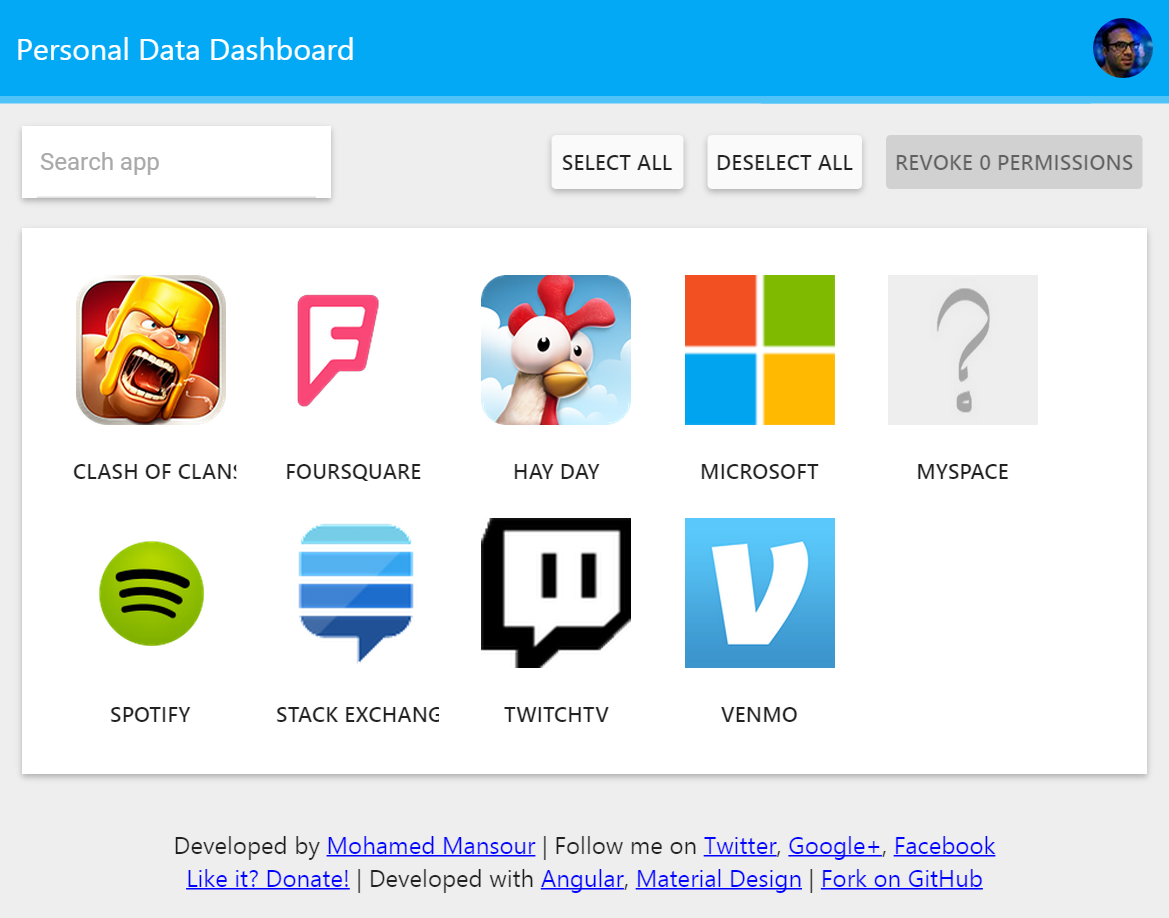 Personal Data Dashboard
Search app
SELECT ALL
DESELECT ALL
REVOKE 0 PERMISSIONS
CLASH OF CLANS
FOURSQUARE
HAY DAY
MICROSOFT
MYSPACE
SPOTIFY
STACK EXCHANG
TWITCHTV
VENMO
Developed by Mohamed Mansour | Follow me on Twitter, Google+, Facebook
Like it? Donate! | Developed with Angular, Material Design | Fork on GitHub